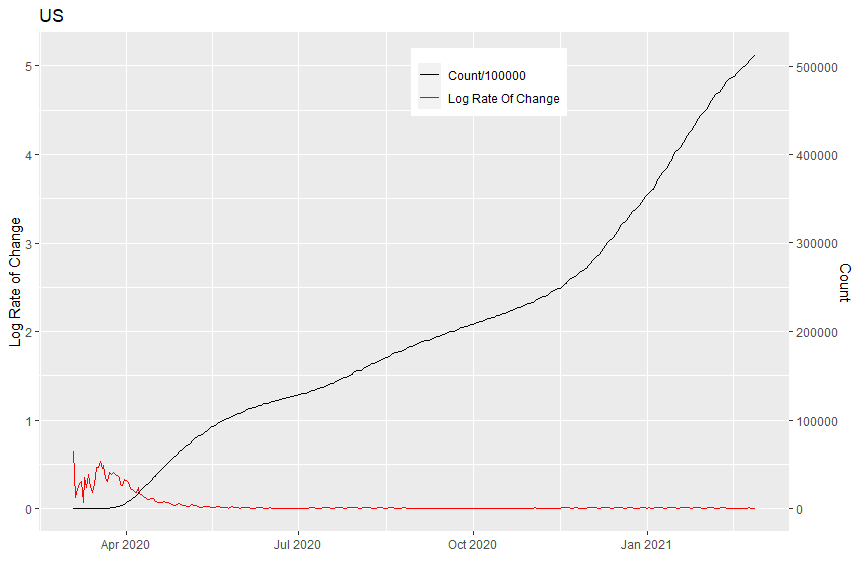 US
Count/100000
Log Rate Of Change
Log Rate of Change
5
4
3
2
1
0
500000
400000
300000
200000
100000
0
Count
Apr 2020
Jul 2020
Oct 2020
Jan 2021